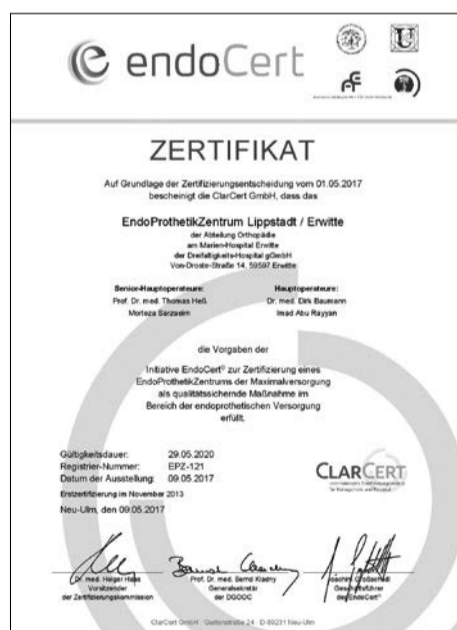 endoCert
ZERTIFIKAT
Auf Grundlage der Zertifizierungsentscheidung vom 01.05.2017
bescheinigt die ClarCert GmbH, dass das
EndoProthetikZentrum Lippstadt / Erwitte
der Abteilung Orthopädie
am Marien-Hospital Erwitte
der Dreifaltigkeits-Hospital gGmbH
Von-Droste-Straße 14, 59597 Erwitte
Senior-Hauptoperateure:
Prof. Dr. med. Thomas Heß
Morteza Sarzaeim
Hauptoperateure:
Dr. med. Dirk Baumann
Imad Abu Rayyan
die Vorgaben der
Initiative EndoCert® zur Zertifizierung eines
EndoProthetikZentrums der Maximalversorgung
als qualitätssichernde Maßnahme im
Bereich der endoprothetischen Versorgung
erfüllt.
Gültigkeitsdauer: 29.05.2020
Registrier-Nummer: EPZ-121
Datum der Ausstellung: 09.05.2017
Erstzertifizierung im November 2013
Neu-Ulm, den 09.05.2017
CLARCERT
Dr. med. Holger Haas
Vorsitzender
der Zertifizierungskommission
Prof. Dr. med. Bernd Kladny
Generalsekretär
der DGOOC
Geschäftsführer
des EndoCert®
ClarCert GmbH · Gartenstraße 24 · D-89231 Neu-Ulm